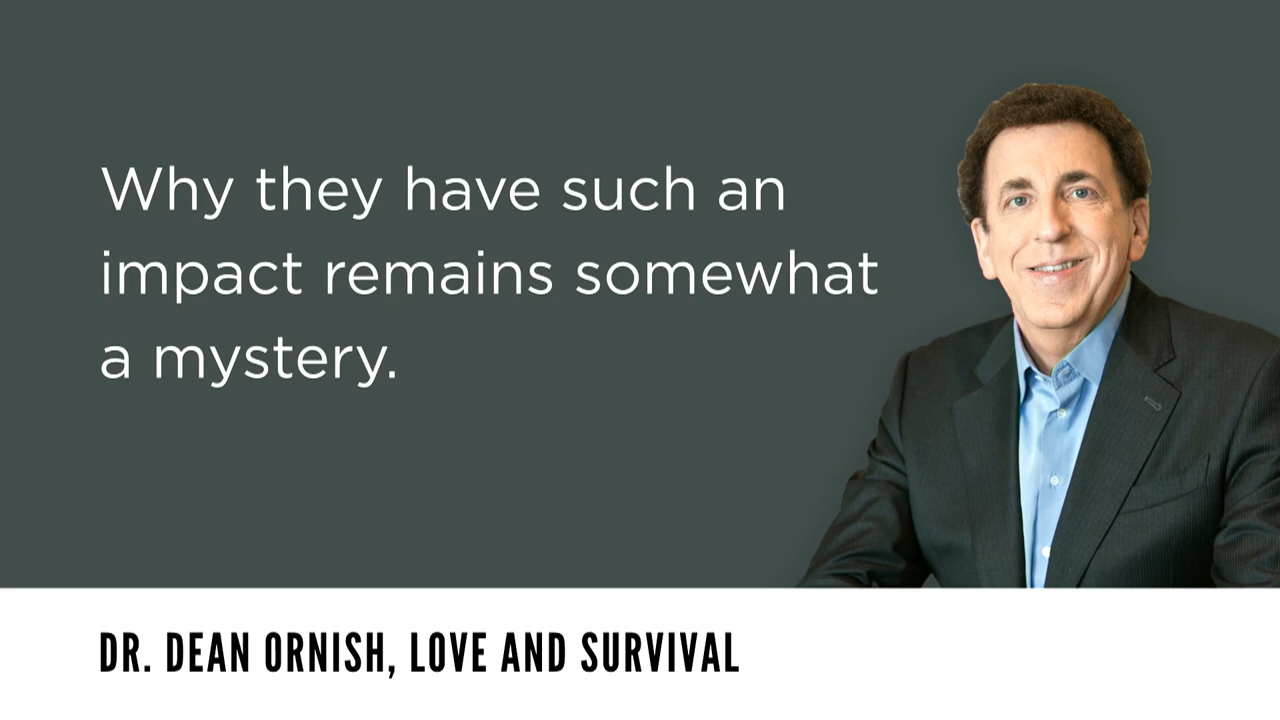 Why they have such an
impact remains somewhat
a mystery.
DR. DEAN ORNISH, LOVE AND SURVIVAL